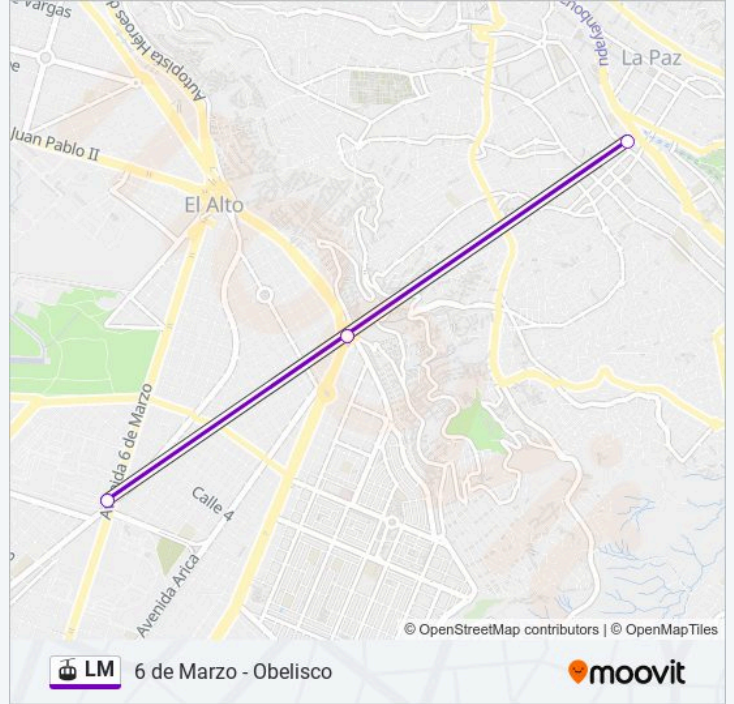 Vargas
Choqueyapu
La Paz
Autopista Héroes d
Juan Pablo II
El Alto
Avenida 6 de Marzo
Calle 4
Avenida Arica
© OpenStreetMap contributors | © OpenMapTiles
LM 6 de Marzo - Obelisco
moovit